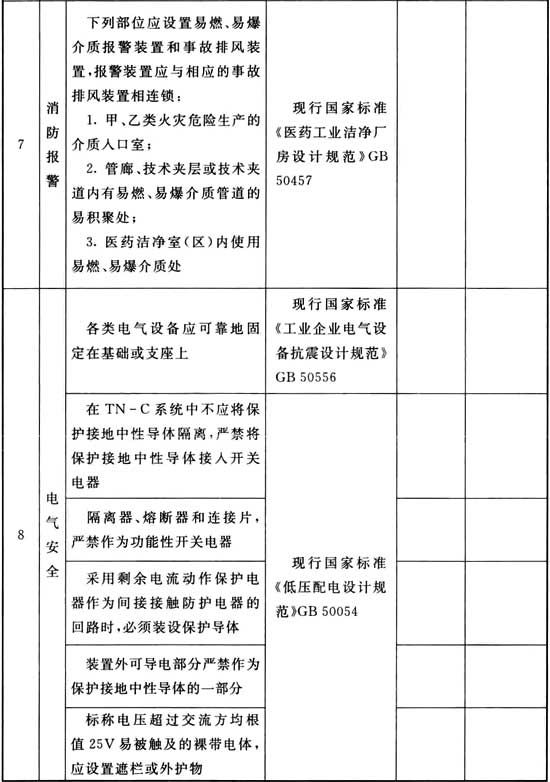 7
消
防
报
警
下列部位应设置易燃、易爆
介质报警装置和事故排风装
置,报警装置应与相应的事故
排风装置相连锁:
1. 甲、乙类火灾危险生产的
介质入口室;
2. 管廊、技术夹层或技术夹
道内有易燃、易爆介质管道的
易积聚处;
3. 医药洁净室(区)内使用
易燃、易爆介质处
现行国家标准
《医药工业洁净厂
房设计规范》GB
50457
8
电
气
安
全
各类电气设备应可靠地固
定在基础或支座上
现行国家标准
《工业企业电气设
备抗震设计规范》
GB 50556
在 TN-C 系统中不应将保
护接地中性导体隔离,严禁将
保护接地中性导体接入开关
电器
隔离器、熔断器和连接片,
严禁作为功能性开关电器
采用剩余电流动作保护电
器作为间接接触防护电器的
回路时,必须装设保护导体
装置外可导电部分严禁作为
保护接地中性导体的一部分
标称电压超过交流方均根
值 25V 易被触及的裸带电体,
应设置遮栏或外护物
现行国家标准
《低压配电设计规
范》GB 50054